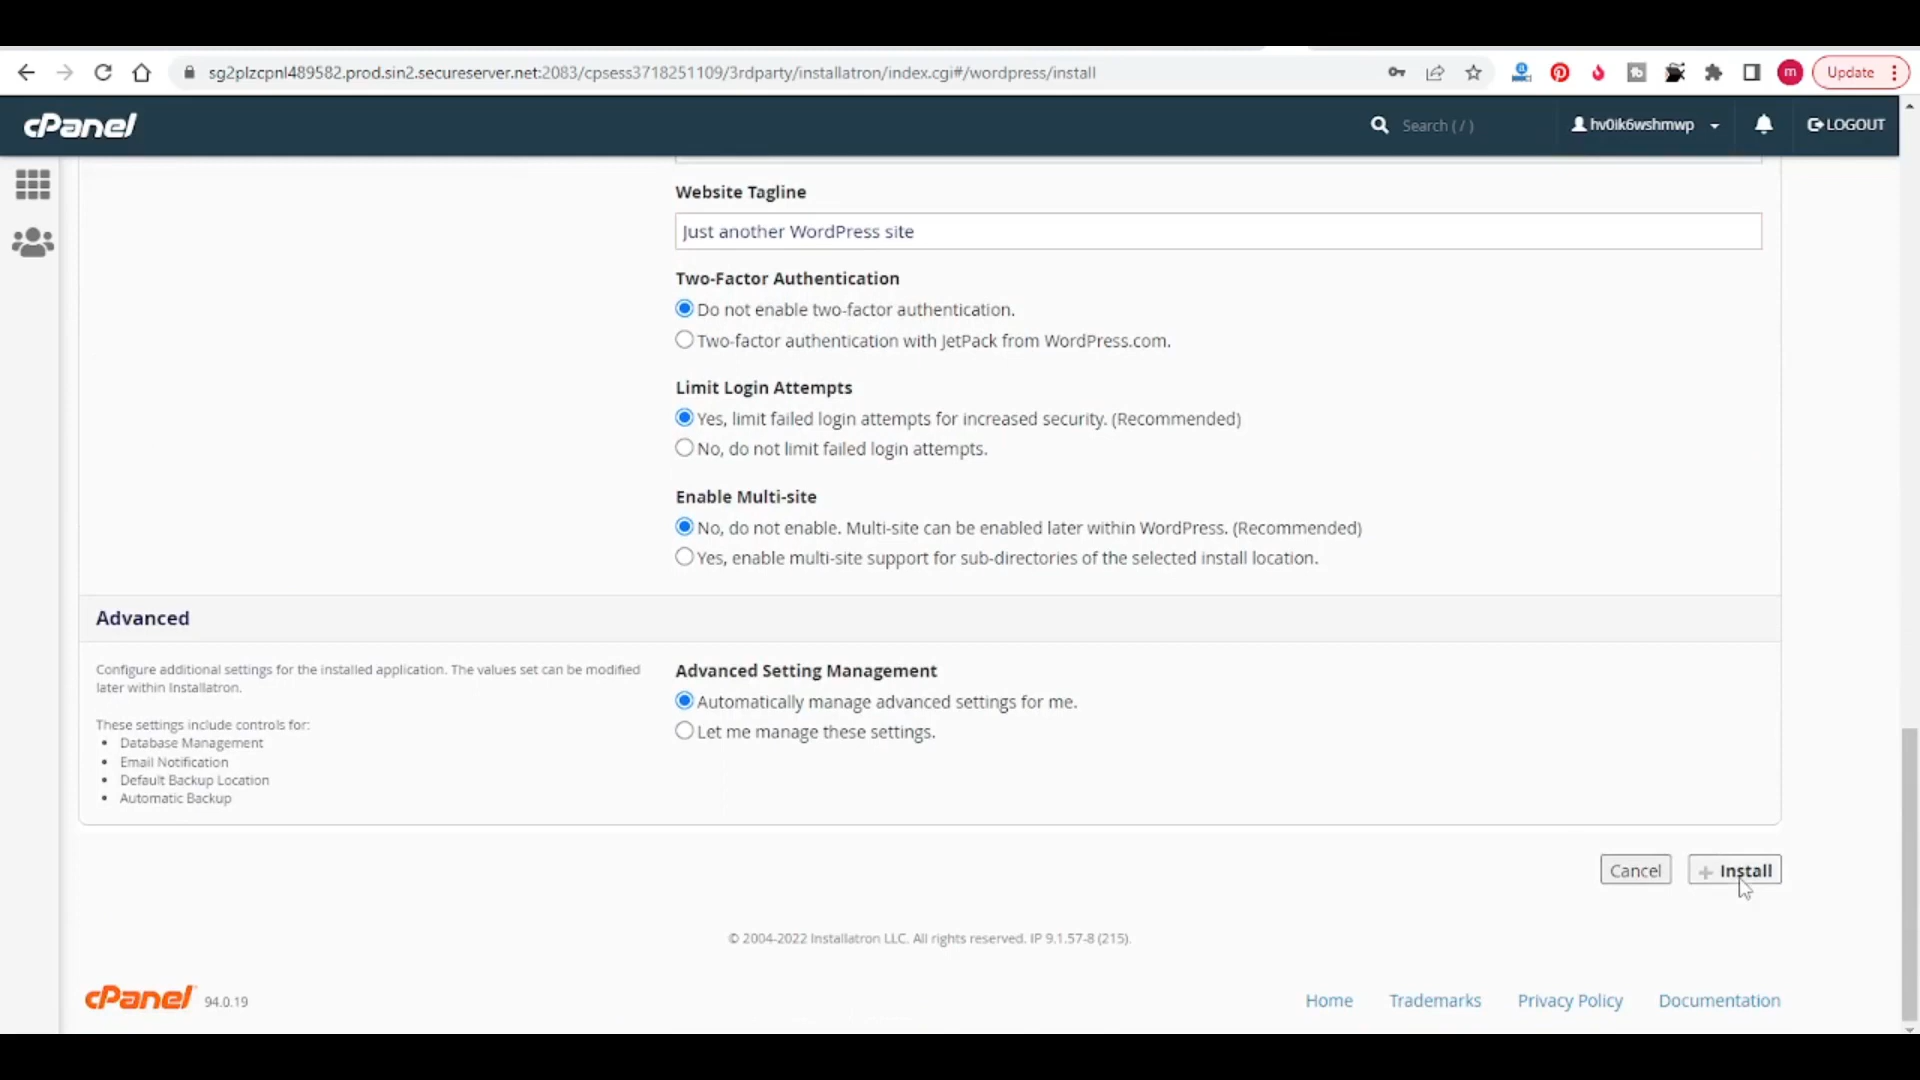 sg2plzcpnl489582.prod.sin2.secureserver.net:2083/cpsess3718251109/3rdparty/installatron/index.cgi#/wordpress/install
m
Update
cPanel
Search ( / )
hv0ik6wshmwp
LOGOUT
Website Tagline
Just another WordPress site
Two-Factor Authentication
Do not enable two-factor authentication.
Two-factor authentication with JetPack from WordPress.com.
Limit Login Attempts
Yes, limit failed login attempts for increased security. (Recommended)
No, do not limit failed login attempts.
Enable Multi-site
No, do not enable. Multi-site can be enabled later within WordPress. (Recommended)
Yes, enable multi-site support for sub-directories of the selected install location.
Advanced
Configure additional settings for the installed application. The values set can be modified
later within Installatron.
These settings include controls for:
• Database Management
• Email Notification
• Default Backup Location
• Automatic Backup
Advanced Setting Management
Automatically manage advanced settings for me.
Let me manage these settings.
Cancel
+ Install
© 2004-2022 Installatron LLC. All rights reserved. IP 9.1.57-8 (215).
cPanel 94.0.19
Home
Trademarks
Privacy Policy
Documentation